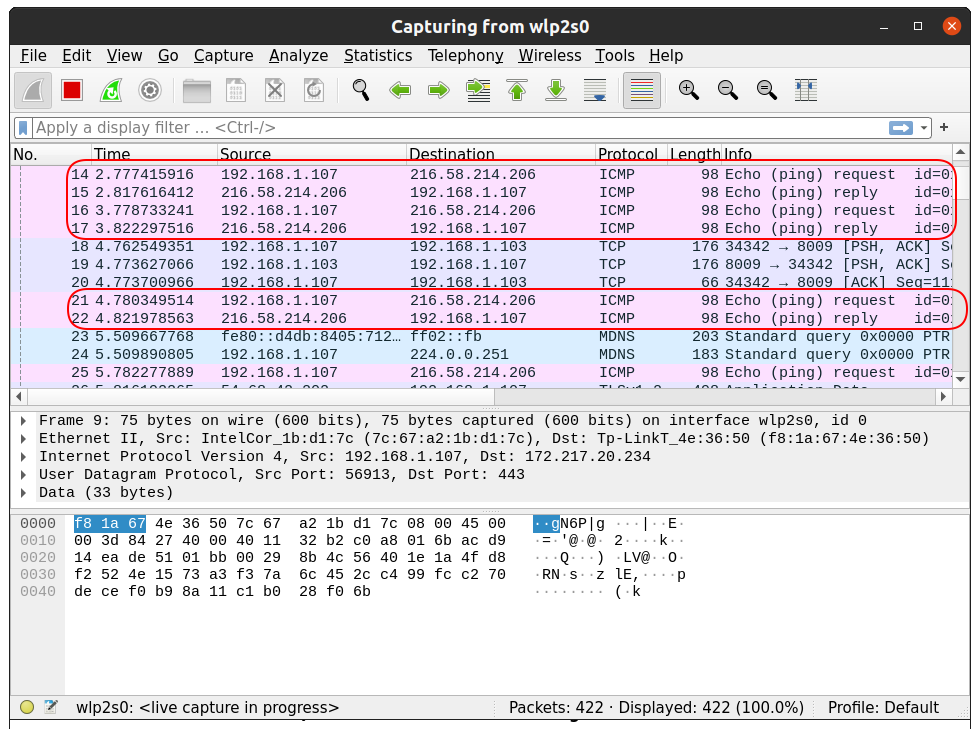 Capturing from wlp2s0
File Edit View Go Capture Analyze Statistics Telephony Wireless Tools Help
Apply a display filter … <Ctrl-/> +
No. Time Source Destination Protocol Length Info
14 2.777415916 192.168.1.107 216.58.214.206 ICMP 98 Echo (ping) request id=0
15 2.817616412 216.58.214.206 192.168.1.107 ICMP 98 Echo (ping) reply id=0
16 3.778733241 192.168.1.107 216.58.214.206 ICMP 98 Echo (ping) request id=0
17 3.822297516 216.58.214.206 192.168.1.107 ICMP 98 Echo (ping) reply id=0
18 4.762549351 192.168.1.107 192.168.1.103 TCP 176 34342 → 8009 [PSH, ACK]
19 4.773627066 192.168.1.103 192.168.1.107 TCP 176 8009 → 34342 [PSH, ACK]
20 4.773700966 192.168.1.107 192.168.1.103 TCP 66 34342 → 8009 [ACK] Seq=11
21 4.780349514 192.168.1.107 216.58.214.206 ICMP 98 Echo (ping) request id=0
22 4.821978563 216.58.214.206 192.168.1.107 ICMP 98 Echo (ping) reply id=0
23 5.509667768 fe80::d4db:8405:712… ff02::fb MDNS 203 Standard query 0x0000 PTR
24 5.509890805 192.168.1.107 224.0.0.251 MDNS 183 Standard query 0x0000 PTR
25 5.782277889 192.168.1.107 216.58.214.206 ICMP 98 Echo (ping) request id=0
Frame 9: 75 bytes on wire (600 bits), 75 bytes captured (600 bits) on interface wlp2s0, id 0
Ethernet II, Src: IntelCor_1b:d1:7c (7c:67:a2:1b:d1:7c), Dst: Tp-LinkT_4e:36:50 (f8:1a:67:4e:36:50)
Internet Protocol Version 4, Src: 192.168.1.107, Dst: 172.217.20.234
User Datagram Protocol, Src Port: 56913, Dst Port: 443
Data (33 bytes)
0000 f8 1a 67 4e 36 50 7c 67 a2 1b d1 7c 08 00 45 00 ··gN6P|g ···|··E·
0010 00 3d 84 27 40 00 40 11 32 b2 c0 a8 01 6b ac d9 ·=·'@·@· 2····k··
0020 14 ea de 51 01 bb 00 29 8b 4c 56 40 1e 1a 4f d8 ···Q···) ·LV@··O·
0030 f2 52 4e 15 73 a3 f3 7a 6c 45 2c c4 99 fc c2 70 ·RN·s··z lE,····p
0040 de ce f0 b9 8a 11 c1 b0 28 f0 6b ········ (·k
wlp2s0: <live capture in progress> Packets: 422 · Displayed: 422 (100.0%) Profile: Default